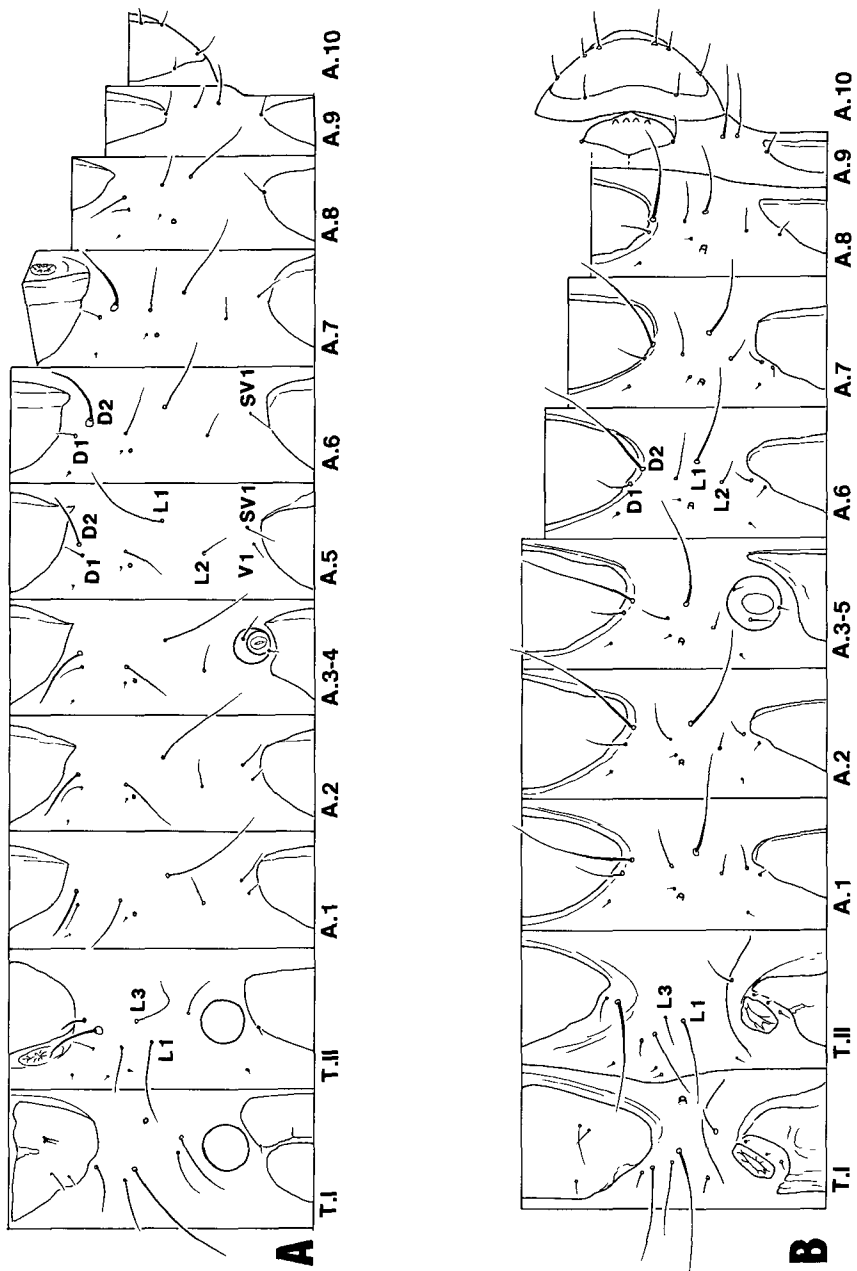 D1 D2 D1 D2
L3
L1 L1
L2
V1 SV1 SV1
A
T.I T.II A.1 A.2 A.3-4 A.5 A.6 A.7 A.8 A.9 A.10
D1 D2
L3
L1 L1
L2
B
T.I T.II A.1 A.2 A.3-5 A.6 A.7 A.8 A.9 A.10